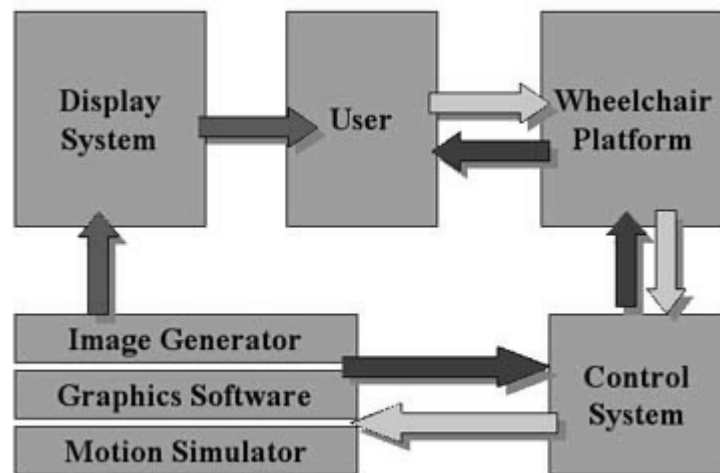 Display
System
User
Wheelchair
Platform
Image Generator
Graphics Software
Motion Simulator
Control
System